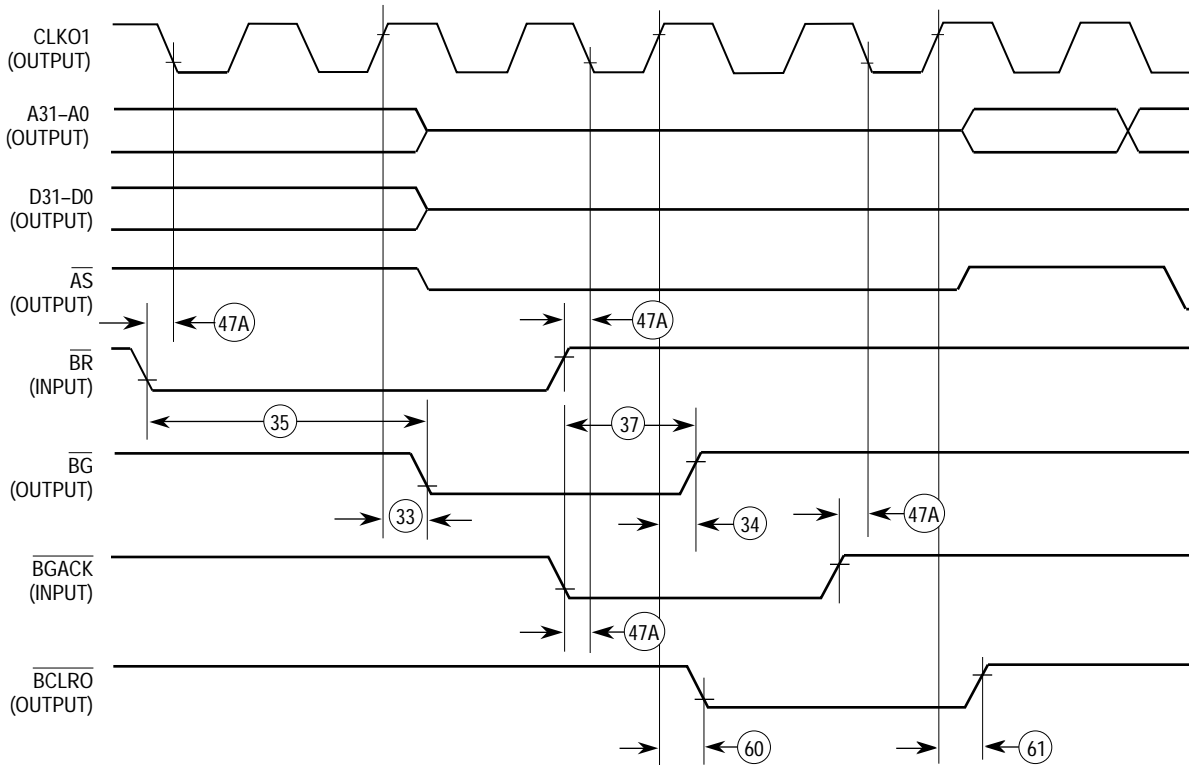 CLKO1
(OUTPUT)
A31–A0
(OUTPUT)
D31–D0
(OUTPUT)
AS
(OUTPUT)
47A
47A
BR
(INPUT)
35
37
BG
(OUTPUT)
33
34
47A
BGACK
(INPUT)
47A
BCLRO
(OUTPUT)
60
61